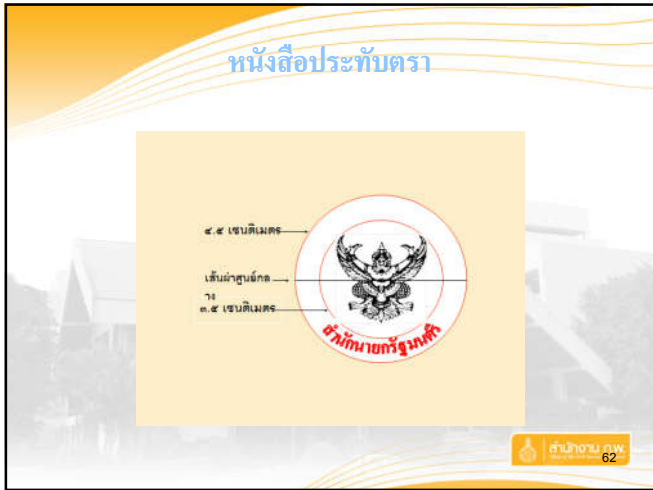 หนังสือประทับตรา
๔.๕ เซนติเมตร
เส้นผ่าศูนย์กล
าง
๓.๕ เซนติเมตร
สำนักนายกรัฐมนตรี
สำนักงาน ก.พ.
62